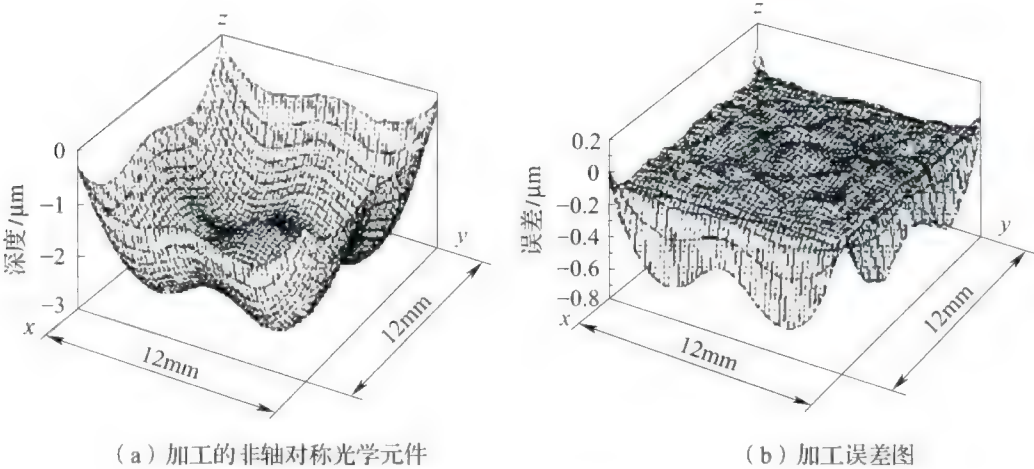 z
0
-1
-2
-3
深度/μm
x
y
12mm
12mm
(a)加工的非轴对称光学元件
z
0.2
0
-0.2
-0.4
-0.6
-0.8
误差/μm
x
y
12mm
12mm
(b)加工误差图